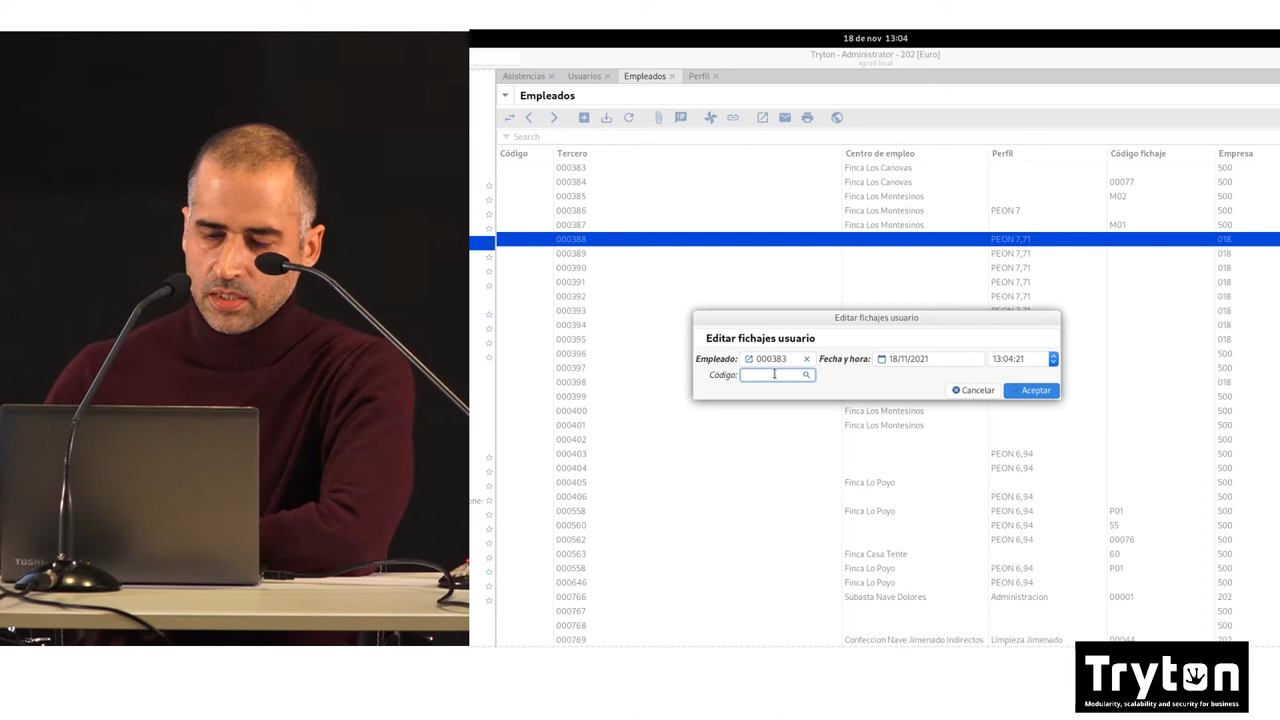 18 de nov 13:04
Tryton - Administrator - 202 [Euro]
agrod local
Asistencias Usuarios Empleados Perfil
Empleados
Search
Código Tercero Centro de empleo Perfil Código fichaje Empresa
000383 Finca Los Canovas 500
000384 Finca Los Canovas 00077 500
000385 Finca Los Montesinos M02 500
000386 Finca Los Montesinos PEON 7 500
000387 Finca Los Montesinos M01 500
000388 PEON 7,71 018
000389 PEON 7,71 018
000390 PEON 7,71 018
000391 PEON 7,71 018
000392 PEON 7,71 018
000393 PEON 7,71 018
000394 018
000395 018
000396 500
000397 500
000398 018
000399 500
000400 Finca Los Montesinos 500
000401 Finca Los Montesinos 500
000402 500
000403 PEON 6,94 500
000404 PEON 6,94 500
000405 Finca Lo Poyo 500
000406 PEON 6,94 500
000558 Finca Lo Poyo PEON 6,94 P01 500
000560 PEON 6,94 55 500
000562 PEON 6,94 00076 500
000563 Finca Casa Tente 60 500
000558 Finca Lo Poyo PEON 6,94 P01 500
000646 Finca Lo Poyo PEON 6,94 500
000766 Subasta Nave Dolores Administracion 00001 202
000767 500
000768 500
000769 Confeccion Nave Jimenado Indirectos Limpieza Jimenado 00044 202
Editar fichajes usuario
Editar fichajes usuario
Empleado: 000383 Fecha y hora: 18/11/2021 13:04:21
Código:
Cancelar Aceptar
one:
TOSHIBA
Tryton
Modularity, scalability and security for business